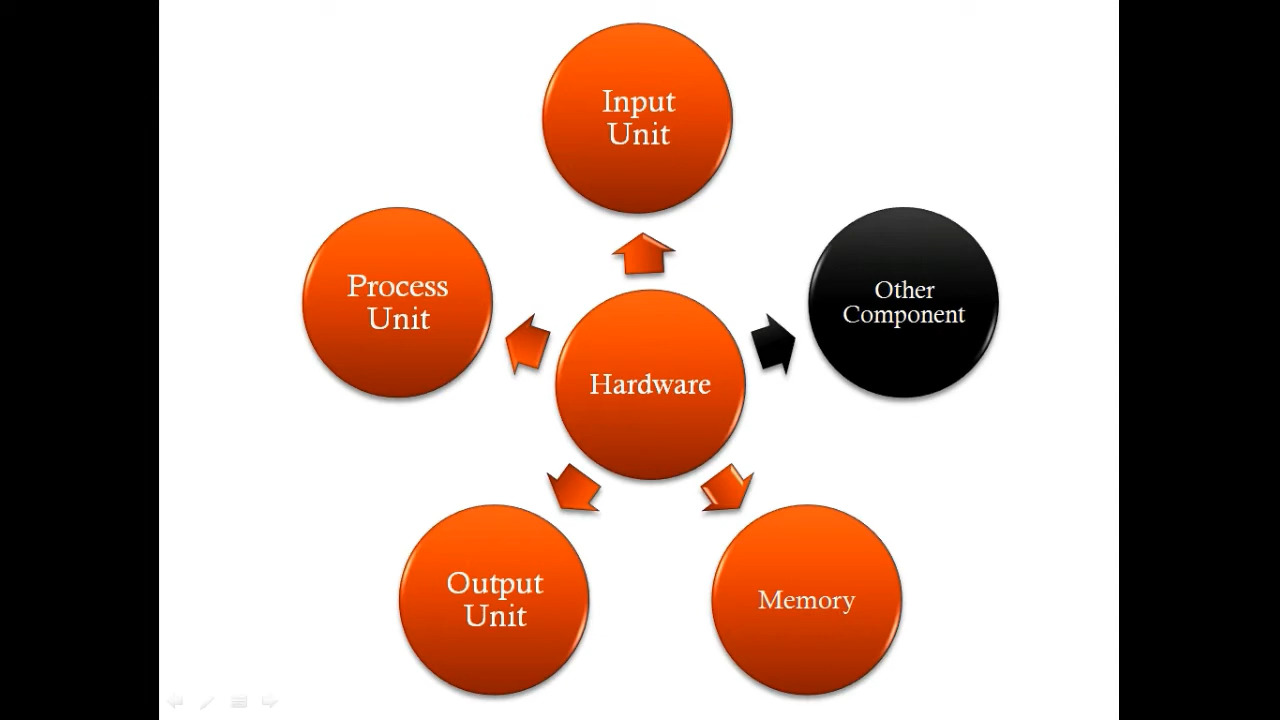 Input
Unit
Process
Unit
Other
Component
Hardware
Output
Unit
Memory